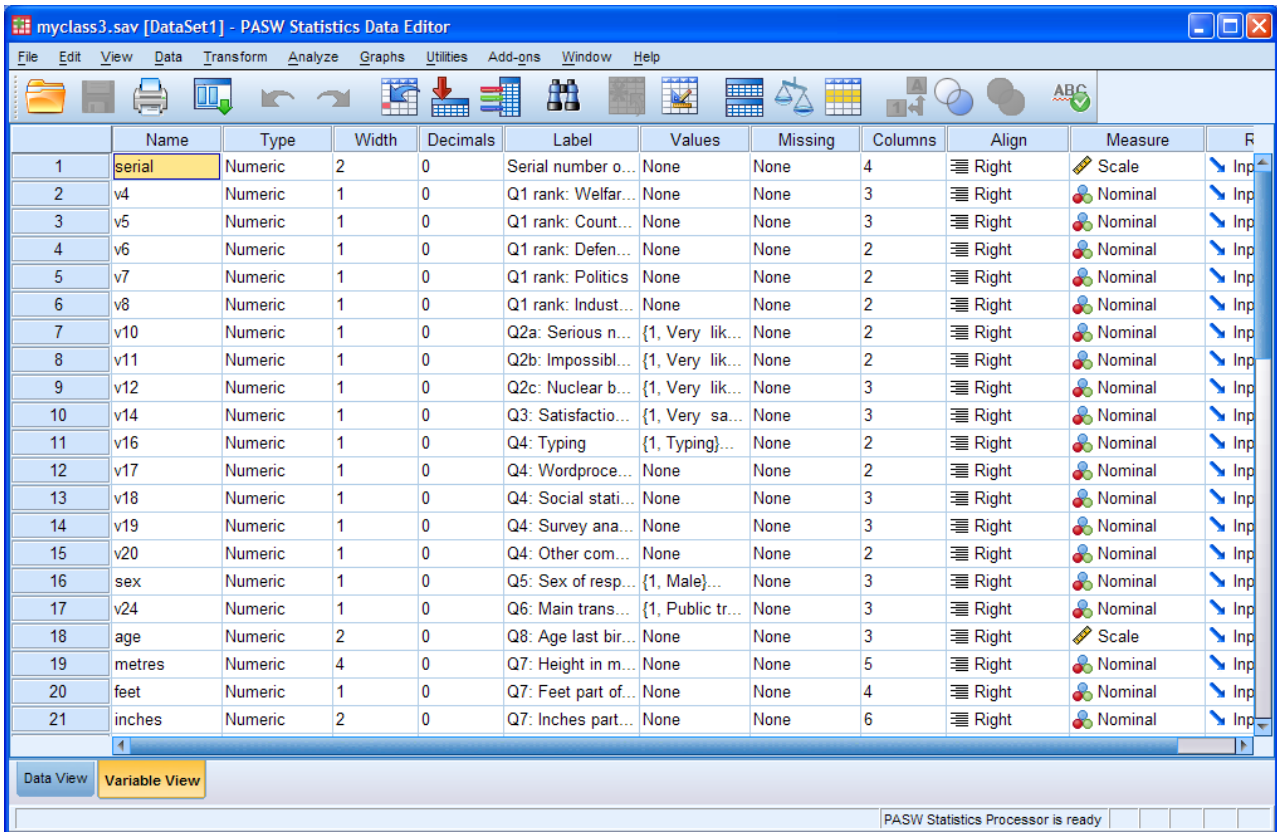 myclass3.sav [DataSet1] - PASW Statistics Data Editor
File Edit View Data Transform Analyze Graphs Utilities Add-ons Window Help
Name Type Width Decimals Label Values Missing Columns Align Measure R
1 serial Numeric 2 0 Serial number o... None None 4 Right Scale Inp
2 v4 Numeric 1 0 Q1 rank: Welfar... None None 3 Right Nominal Inp
3 v5 Numeric 1 0 Q1 rank: Count... None None 3 Right Nominal Inp
4 v6 Numeric 1 0 Q1 rank: Defen... None None 2 Right Nominal Inp
5 v7 Numeric 1 0 Q1 rank: Politics None None 2 Right Nominal Inp
6 v8 Numeric 1 0 Q1 rank: Indust... None None 2 Right Nominal Inp
7 v10 Numeric 1 0 Q2a: Serious n... {1, Very lik... None 2 Right Nominal Inp
8 v11 Numeric 1 0 Q2b: Impossibl... {1, Very lik... None 2 Right Nominal Inp
9 v12 Numeric 1 0 Q2c: Nuclear b... {1, Very lik... None 3 Right Nominal Inp
10 v14 Numeric 1 0 Q3: Satisfactio... {1, Very sa... None 3 Right Nominal Inp
11 v16 Numeric 1 0 Q4: Typing {1, Typing}... None 2 Right Nominal Inp
12 v17 Numeric 1 0 Q4: Wordproce... None None 2 Right Nominal Inp
13 v18 Numeric 1 0 Q4: Social stati... None None 3 Right Nominal Inp
14 v19 Numeric 1 0 Q4: Survey ana... None None 3 Right Nominal Inp
15 v20 Numeric 1 0 Q4: Other com... None None 2 Right Nominal Inp
16 sex Numeric 1 0 Q5: Sex of resp... {1, Male}... None 3 Right Nominal Inp
17 v24 Numeric 1 0 Q6: Main trans... {1, Public tr... None 3 Right Nominal Inp
18 age Numeric 2 0 Q8: Age last bir... None None 3 Right Scale Inp
19 metres Numeric 4 0 Q7: Height in m... None None 5 Right Nominal Inp
20 feet Numeric 1 0 Q7: Feet part of... None None 4 Right Nominal Inp
21 inches Numeric 2 0 Q7: Inches part... None None 6 Right Nominal Inp
Data View Variable View
PASW Statistics Processor is ready